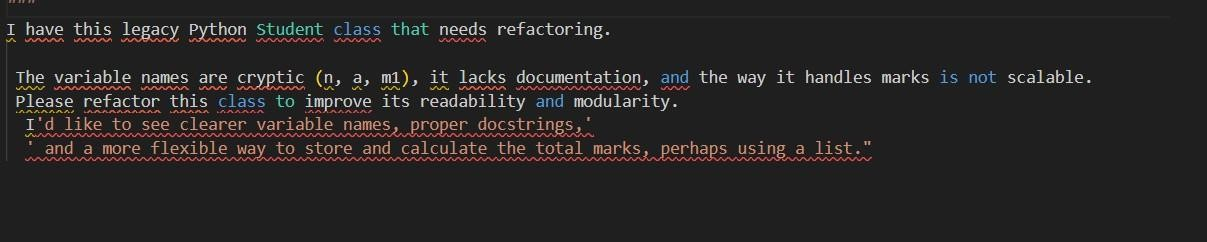 ###
I have this legacy Python Student class that needs refactoring.
The variable names are cryptic (n, a, m1), it lacks documentation, and the way it handles marks is not scalable.
Please refactor this class to improve its readability and modularity.
I'd like to see clearer variable names, proper docstrings,'
' and a more flexible way to store and calculate the total marks, perhaps using a list."